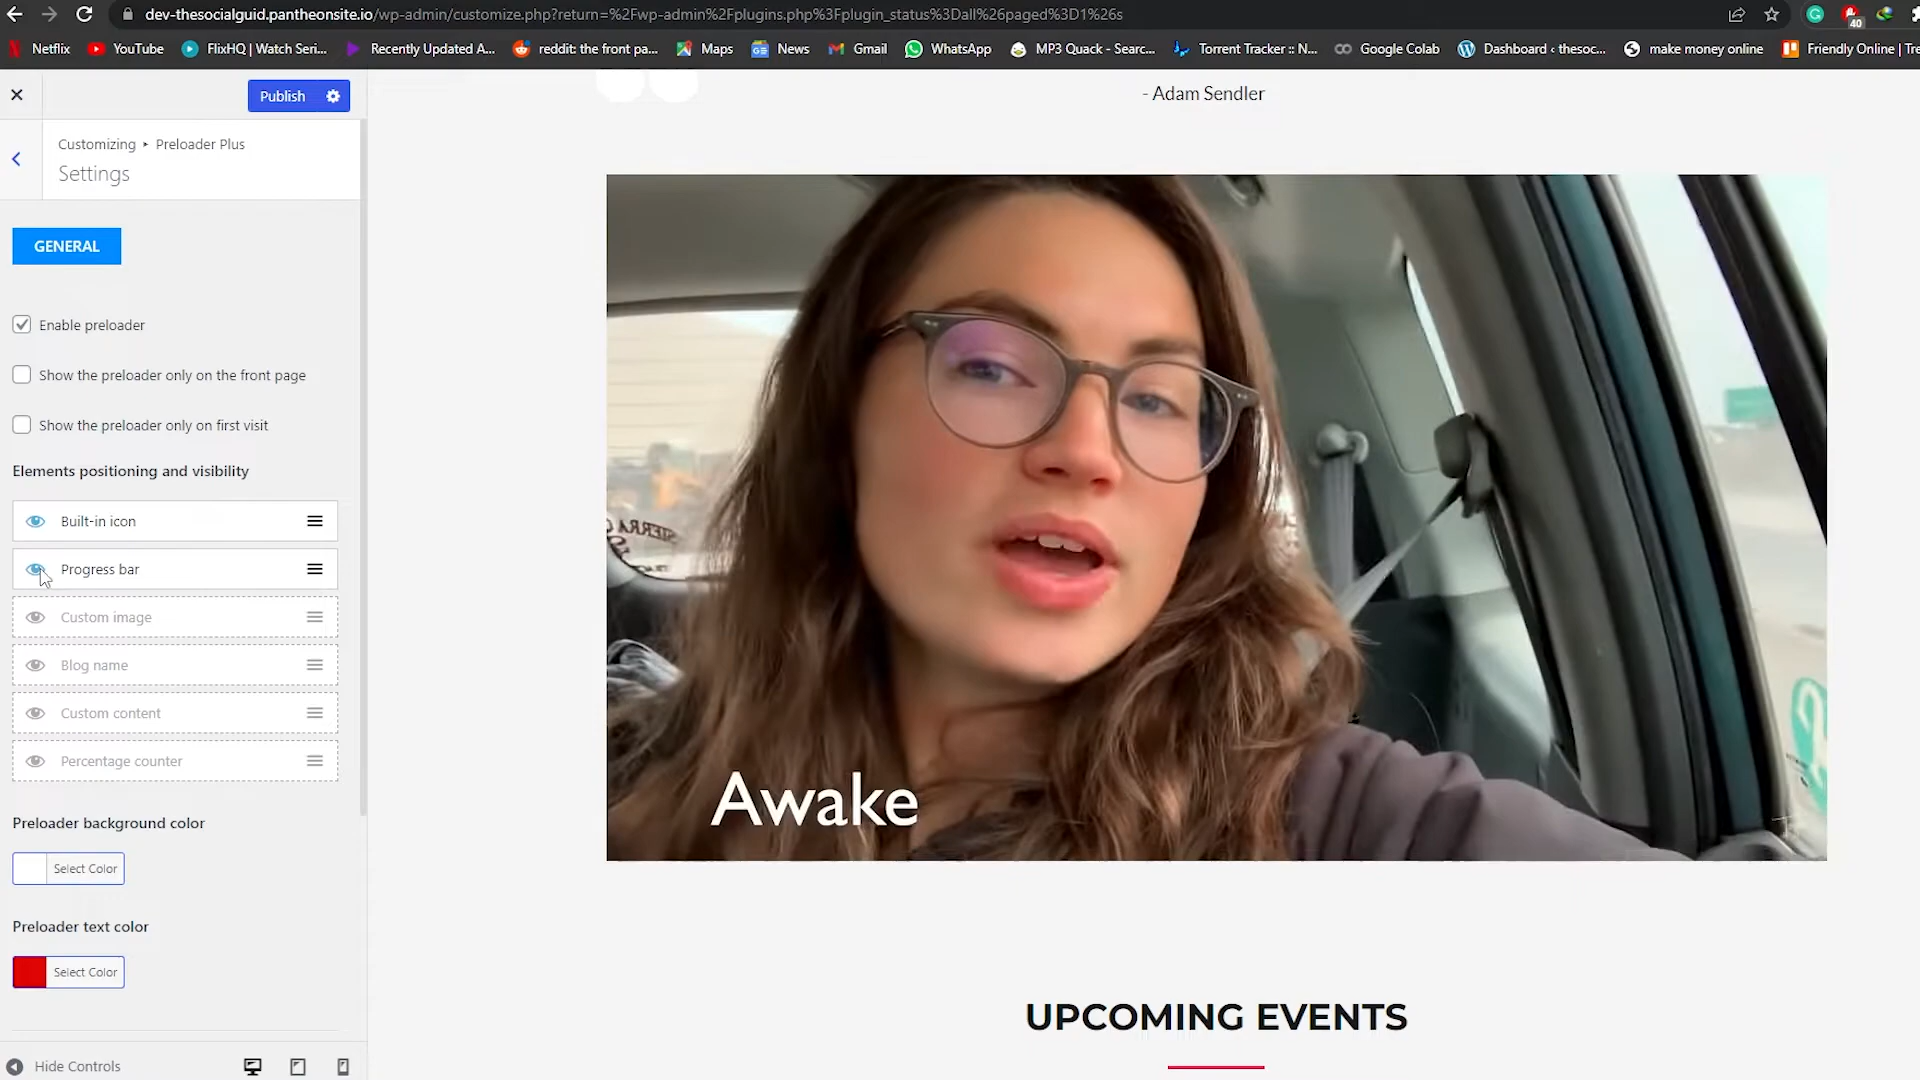 dev-thesocialguid.pantheonsite.io/wp-admin/customize.php?return=%2Fwp-admin%2Fplugins.php%3Fplugin_status%3Dall%26paged%3D1%26s
40
Netflix YouTube FlixHQ | Watch Seri... Recently Updated A... reddit: the front pa... Maps News Gmail WhatsApp MP3 Quack - Searc... Torrent Tracker :: N... Google Colab Dashboard ‹ thesoc... make money online Friendly Online | Tre
Publish
- Adam Sendler
Customizing ▸ Preloader Plus
Settings
GENERAL
Enable preloader
Show the preloader only on the front page
Show the preloader only on first visit
Elements positioning and visibility
Built-in icon
Progress bar
Custom image
Blog name
Custom content
Percentage counter
Awake
Preloader background color
Select Color
Preloader text color
Select Color
UPCOMING EVENTS
Hide Controls